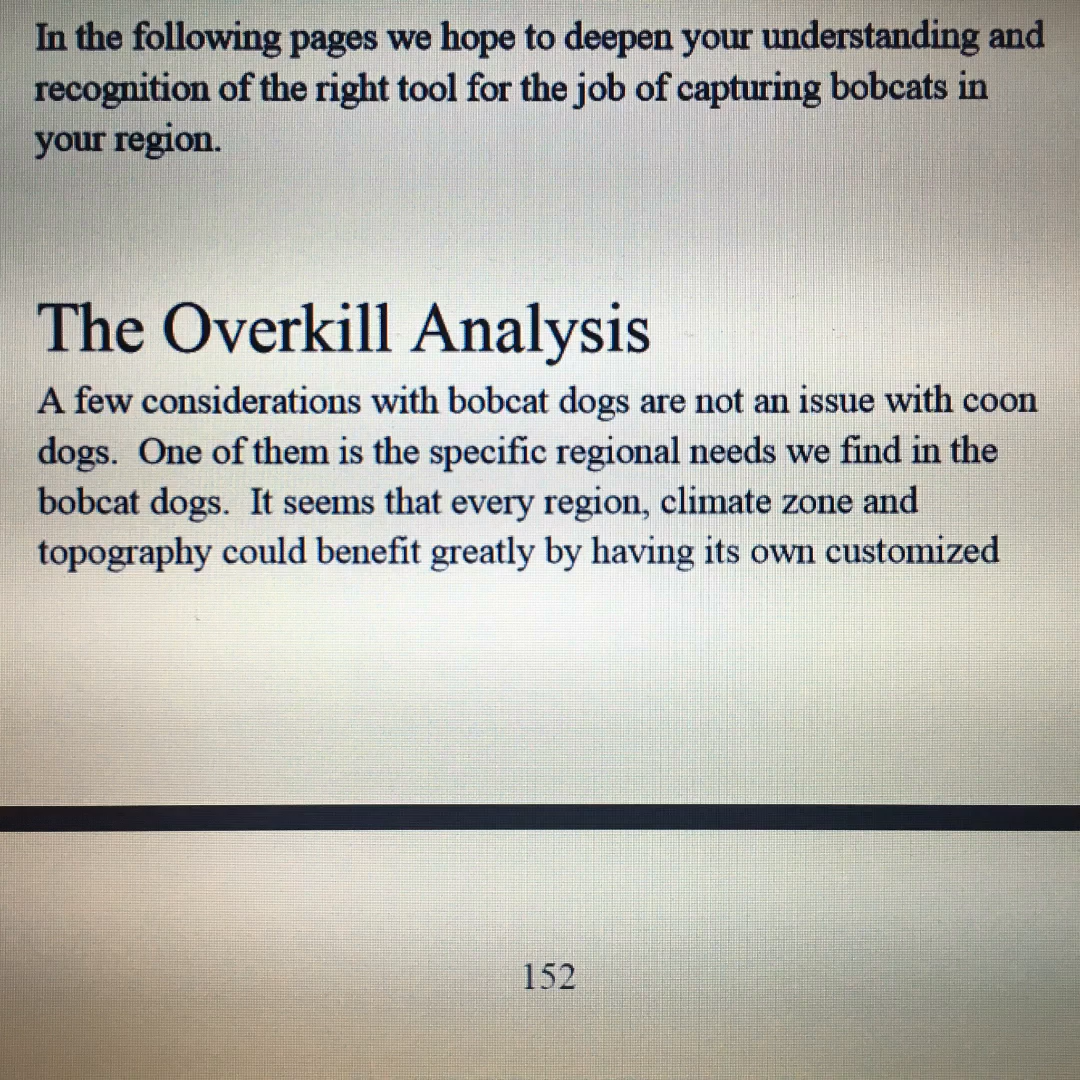 In the following pages we hope to deepen your understanding and
recognition of the right tool for the job of capturing bobcats in
your region.
The Overkill Analysis
A few considerations with bobcat dogs are not an issue with coon
dogs.  One of them is the specific regional needs we find in the
bobcat dogs.  It seems that every region, climate zone and
topography could benefit greatly by having its own customized
152